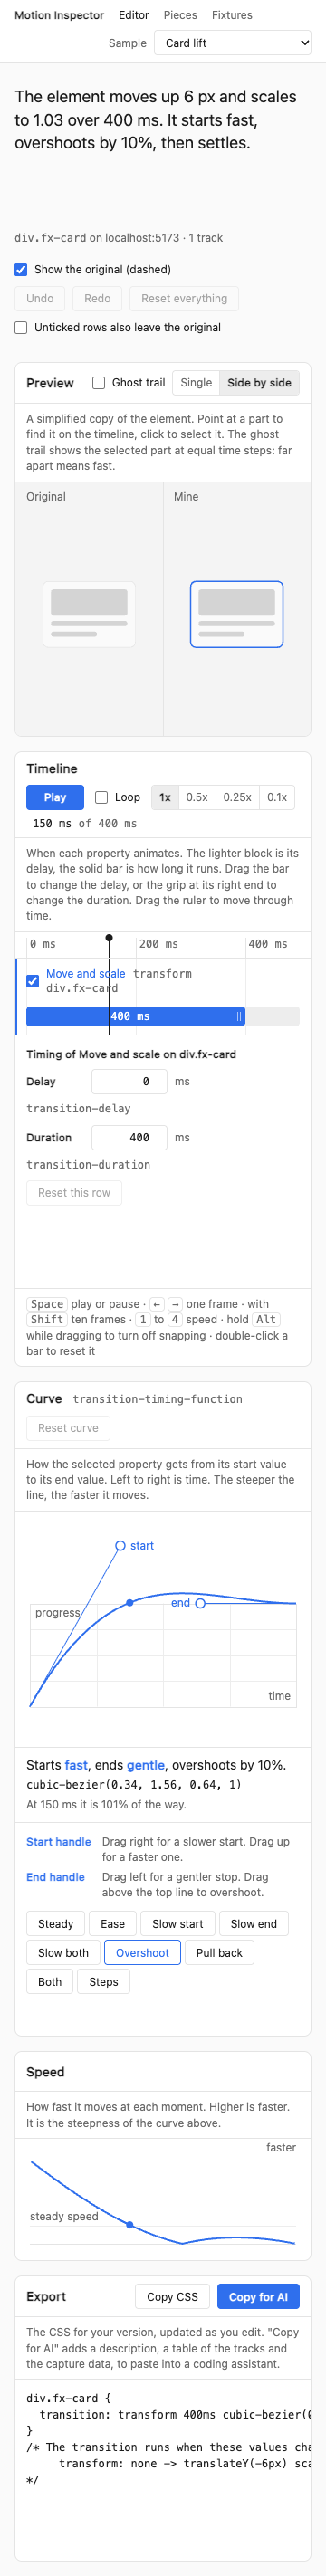 Motion Inspector Editor Pieces Fixtures
Sample Card lift
The element moves up 6 px and scales
to 1.03 over 400 ms. It starts fast,
overshoots by 10%, then settles.
div.fx-card on localhost:5173 · 1 track
Show the original (dashed)
Undo Redo Reset everything
Unticked rows also leave the original
Preview Ghost trail Single Side by side
A simplified copy of the element. Point at a part to
find it on the timeline, click to select it. The ghost
trail shows the selected part at equal time steps: far
apart means fast.
Original Mine
Timeline
Play Loop 1x 0.5x 0.25x 0.1x
150 ms of 400 ms
When each property animates. The lighter block is its
delay, the solid bar is how long it runs. Drag the bar
to change the delay, or the grip at its right end to
change the duration. Drag the ruler to move through
time.
0 ms 200 ms 400 ms
Move and scale transform
div.fx-card
400 ms
Timing of Move and scale on div.fx-card
Delay 0 ms
transition-delay
Duration 400 ms
transition-duration
Reset this row
Space play or pause · ← → one frame · with
Shift ten frames · 1 to 4 speed · hold Alt
while dragging to turn off snapping · double-click a
bar to reset it
Curve transition-timing-function
Reset curve
How the selected property gets from its start value
to its end value. Left to right is time. The steeper the
line, the faster it moves.
start
end
progress
time
Starts fast, ends gentle, overshoots by 10%.
cubic-bezier(0.34, 1.56, 0.64, 1)
At 150 ms it is 101% of the way.
Start handle Drag right for a slower start. Drag up
for a faster one.
End handle Drag left for a gentler stop. Drag
above the top line to overshoot.
Steady Ease Slow start Slow end
Slow both Overshoot Pull back
Both Steps
Speed
How fast it moves at each moment. Higher is faster.
It is the steepness of the curve above.
faster
steady speed
Export Copy CSS Copy for AI
The CSS for your version, updated as you edit. "Copy
for AI" adds a description, a table of the tracks and
the capture data, to paste into a coding assistant.
div.fx-card {
transition: transform 400ms cubic-bezier(
}
/* The transition runs when these values cha
transform: none -> translateY(-6px) sca
*/